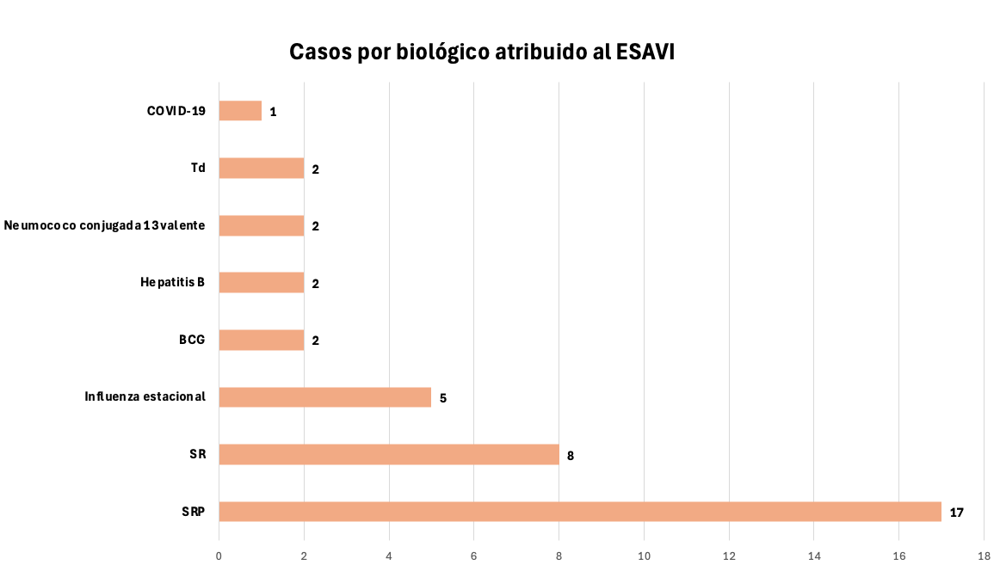 Casos por biológico atribuido al ESAVI
COVID-19 1
Td 2
Neumococo conjugada 13 valente 2
Hepatitis B 2
BCG 2
Influenza estacional 5
SR 8
SRP 17
0 2 4 6 8 10 12 14 16 18